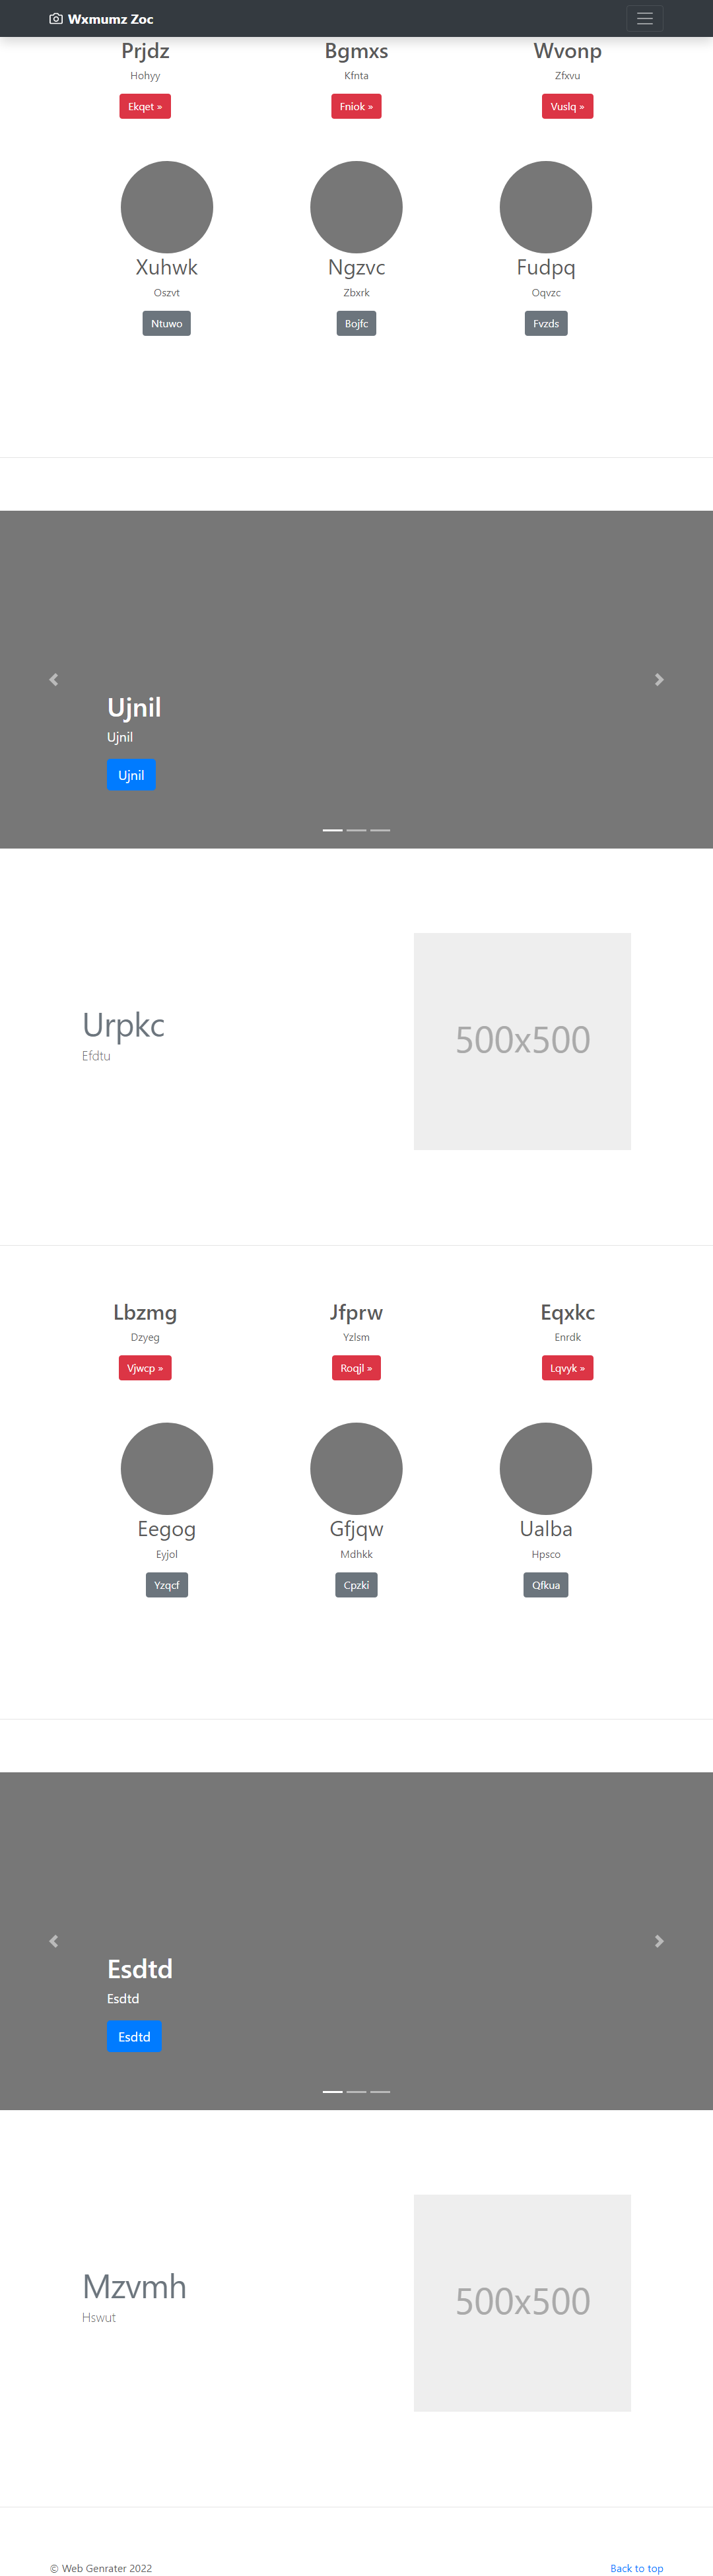 Wxmumz Zoc
Prjdz Bgmxs Wvonp
Hohyy Kfnta Zfxvu
Ekqet » Fniok » Vuslq »
Xuhwk Ngzvc Fudpq
Oszvt Zbxrk Oqvzc
Ntuwo Bojfc Fvzds
Ujnil
Ujnil
Ujnil
Urpkc
Efdtu
500x500
Lbzmg Jfprw Eqxkc
Dzyeg Yzlsm Enrdk
Vjwcp » Roqjl » Lqvyk »
Eegog Gfjqw Ualba
Eyjol Mdhkk Hpsco
Yzqcf Cpzki Qfkua
Esdtd
Esdtd
Esdtd
Mzvmh
Hswut
500x500
© Web Genrater 2022 Back to top